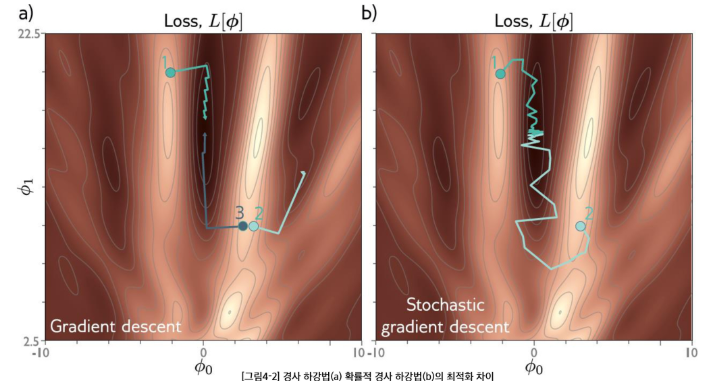 a)
Loss, L[ϕ]
22.5
1
ϕ1
3
2
Gradient descent
2.5
-10
0
10
ϕ0
b)
Loss, L[ϕ]
1
2
Stochastic
gradient descent
-10
0
10
ϕ0
[그림4-2] 경사 하강법(a) 확률적 경사 하강법(b)의 최적화 차이